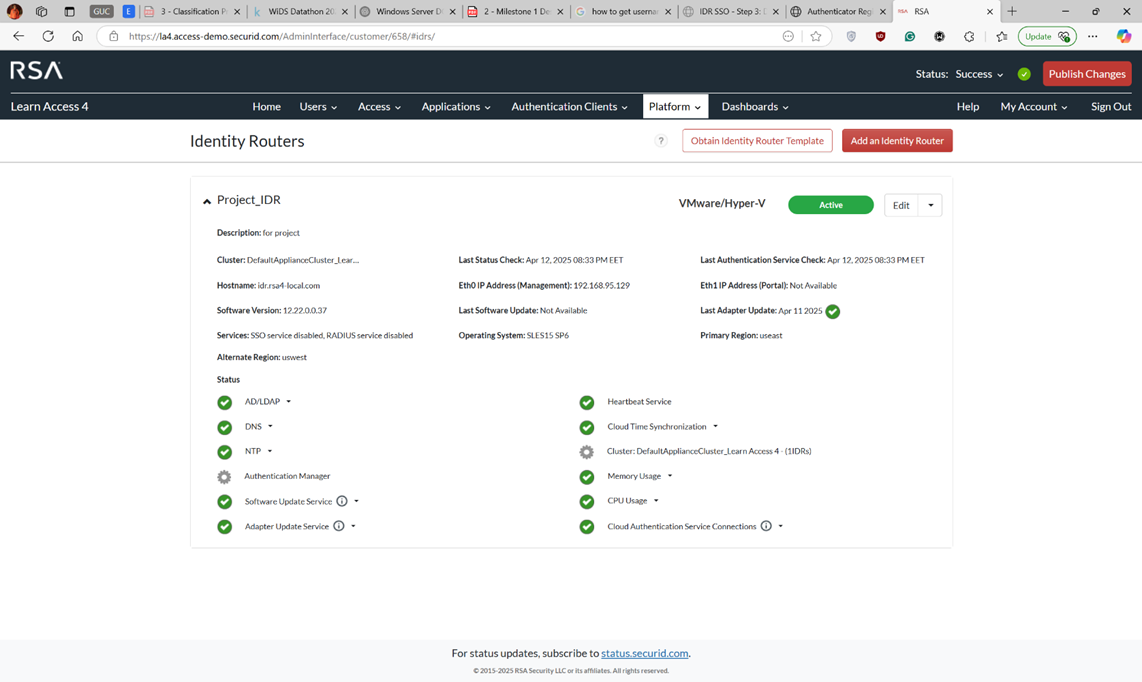 GUC
E
3 - Classification P
WiDS Datathon 20
Windows Server D
2 - Milestone 1 De
how to get userna
IDR SSO - Step 3:
Authenticator Reg
RSA
RSA
https://la4.access-demo.securid.com/AdminInterface/customer/658/#idrs/
Update
RSA
Status: Success
Publish Changes
Learn Access 4
Home
Users
Access
Applications
Authentication Clients
Platform
Dashboards
Help
My Account
Sign Out
Identity Routers
?
Obtain Identity Router Template
Add an Identity Router
Project_IDR
VMware/Hyper-V
Active
Edit
Description: for project
Cluster: DefaultApplianceCluster_Lear...
Last Status Check: Apr 12, 2025 08:33 PM EET
Last Authentication Service Check: Apr 12, 2025 08:33 PM EET
Hostname: idr.rsa4-local.com
Eth0 IP Address (Management): 192.168.95.129
Eth1 IP Address (Portal): Not Available
Software Version: 12.22.0.0.37
Last Software Update: Not Available
Last Adapter Update: Apr 11 2025
Services: SSO service disabled, RADIUS service disabled
Operating System: SLES15 SP6
Primary Region: useast
Alternate Region: uswest
Status
AD/LDAP
Heartbeat Service
DNS
Cloud Time Synchronization
NTP
Cluster: DefaultApplianceCluster_Learn Access 4 - (1IDRs)
Authentication Manager
Memory Usage
Software Update Service
CPU Usage
Adapter Update Service
Cloud Authentication Service Connections
For status updates, subscribe to status.securid.com.
© 2015-2025 RSA Security LLC or its affiliates. All rights reserved.